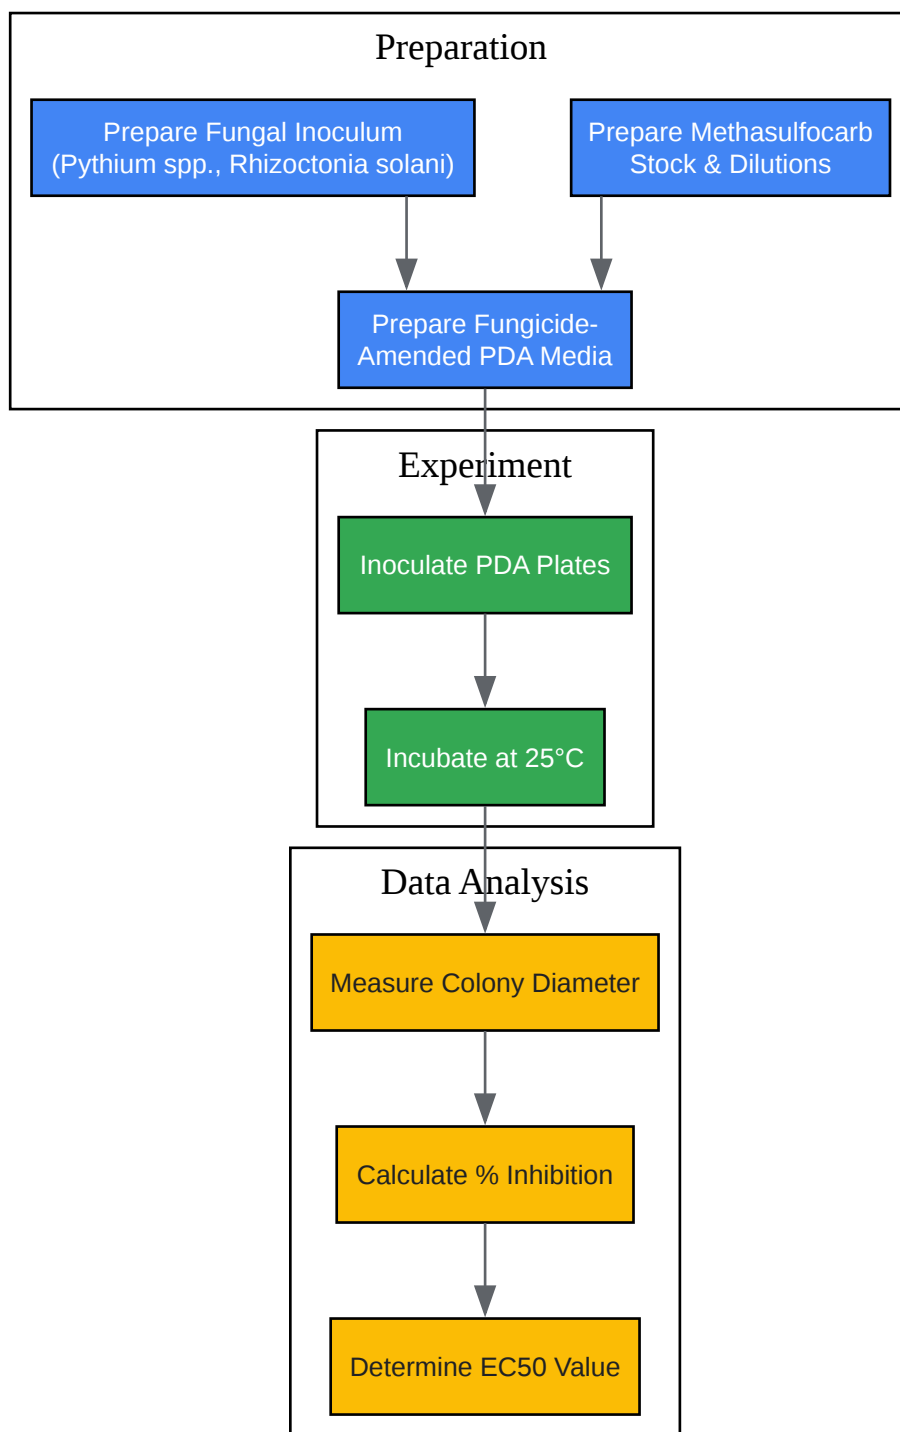 Preparation
Prepare Fungal Inoculum
(Pythium spp., Rhizoctonia solani)
Prepare Methasulfocarb
Stock & Dilutions
Prepare Fungicide-
Amended PDA Media
Experiment
Inoculate PDA Plates
Incubate at 25°C
Data Analysis
Measure Colony Diameter
Calculate % Inhibition
Determine EC50 Value